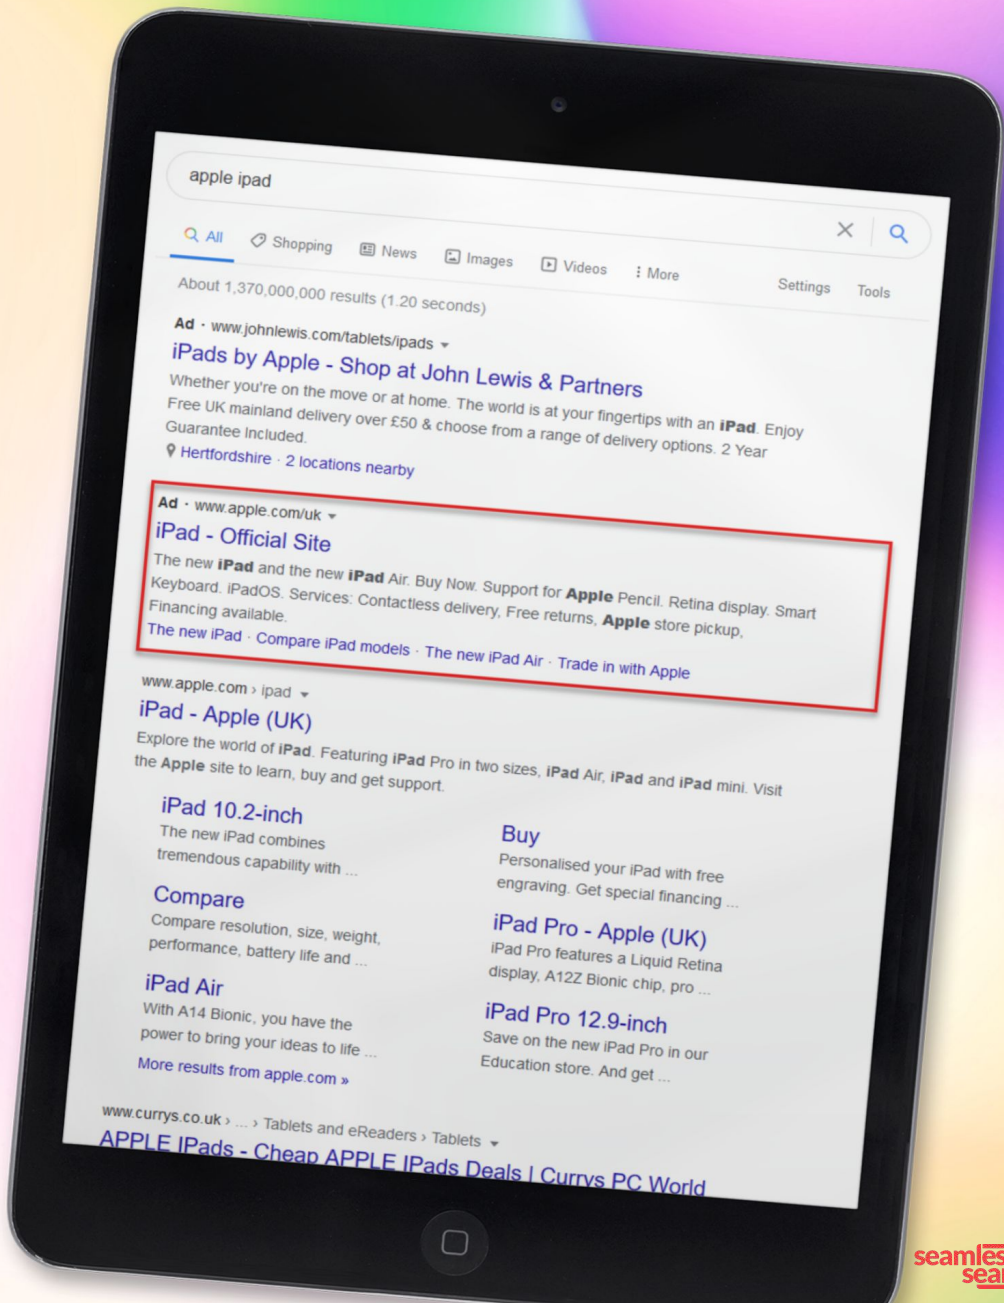 apple ipad
All Shopping News Images Videos More Settings Tools
About 1,370,000,000 results (1.20 seconds)
Ad · www.johnlewis.com/tablets/ipads
iPads by Apple - Shop at John Lewis & Partners
Whether you're on the move or at home. The world is at your fingertips with an iPad. Enjoy
Free UK mainland delivery over £50 & choose from a range of delivery options. 2 Year
Guarantee Included.
Hertfordshire · 2 locations nearby
Ad · www.apple.com/uk
iPad - Official Site
The new iPad and the new iPad Air. Buy Now. Support for Apple Pencil. Retina display. Smart
Keyboard. iPadOS. Services: Contactless delivery, Free returns, Apple store pickup,
Financing available.
The new iPad · Compare iPad models · The new iPad Air · Trade in with Apple
www.apple.com › ipad
iPad - Apple (UK)
Explore the world of iPad. Featuring iPad Pro in two sizes, iPad Air, iPad and iPad mini. Visit
the Apple site to learn, buy and get support.
iPad 10.2-inch
The new iPad combines
tremendous capability with ...
Buy
Personalised your iPad with free
engraving. Get special financing ...
Compare
Compare resolution, size, weight,
performance, battery life and ...
iPad Pro - Apple (UK)
iPad Pro features a Liquid Retina
display, A12Z Bionic chip, pro ...
iPad Air
With A14 Bionic, you have the
power to bring your ideas to life ...
iPad Pro 12.9-inch
Save on the new iPad Pro in our
Education store. And get ...
More results from apple.com »
www.currys.co.uk › ... › Tablets and eReaders › Tablets
APPLE IPads - Cheap APPLE IPads Deals | Currys PC World